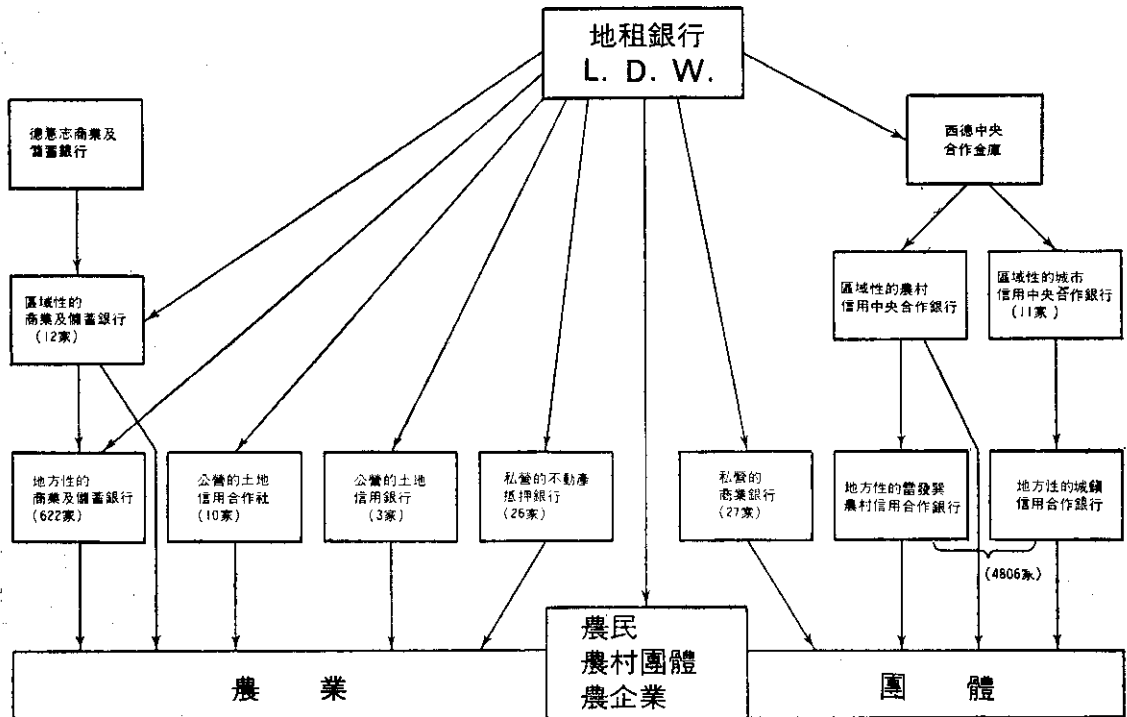 地租銀行
L. D. W.
德意志商業及
儲蓄銀行
西德中央
合作金庫
區域性的
商業及儲蓄銀行
(12家)
區域性的農村
信用中央合作銀行
區域性的城市
信用中央合作銀行
(11家)
地方性的
商業及儲蓄銀行
(622家)
公營的土地
信用合作社
(10家)
公營的土地
信用銀行
(3家)
私營的不動產
抵押銀行
(26家)
私營的
商業銀行
(27家)
地方性的雷發巽
農村信用合作銀行
地方性的城鎮
信用合作銀行
(4806家)
農業
農民
農村團體
農企業
團體